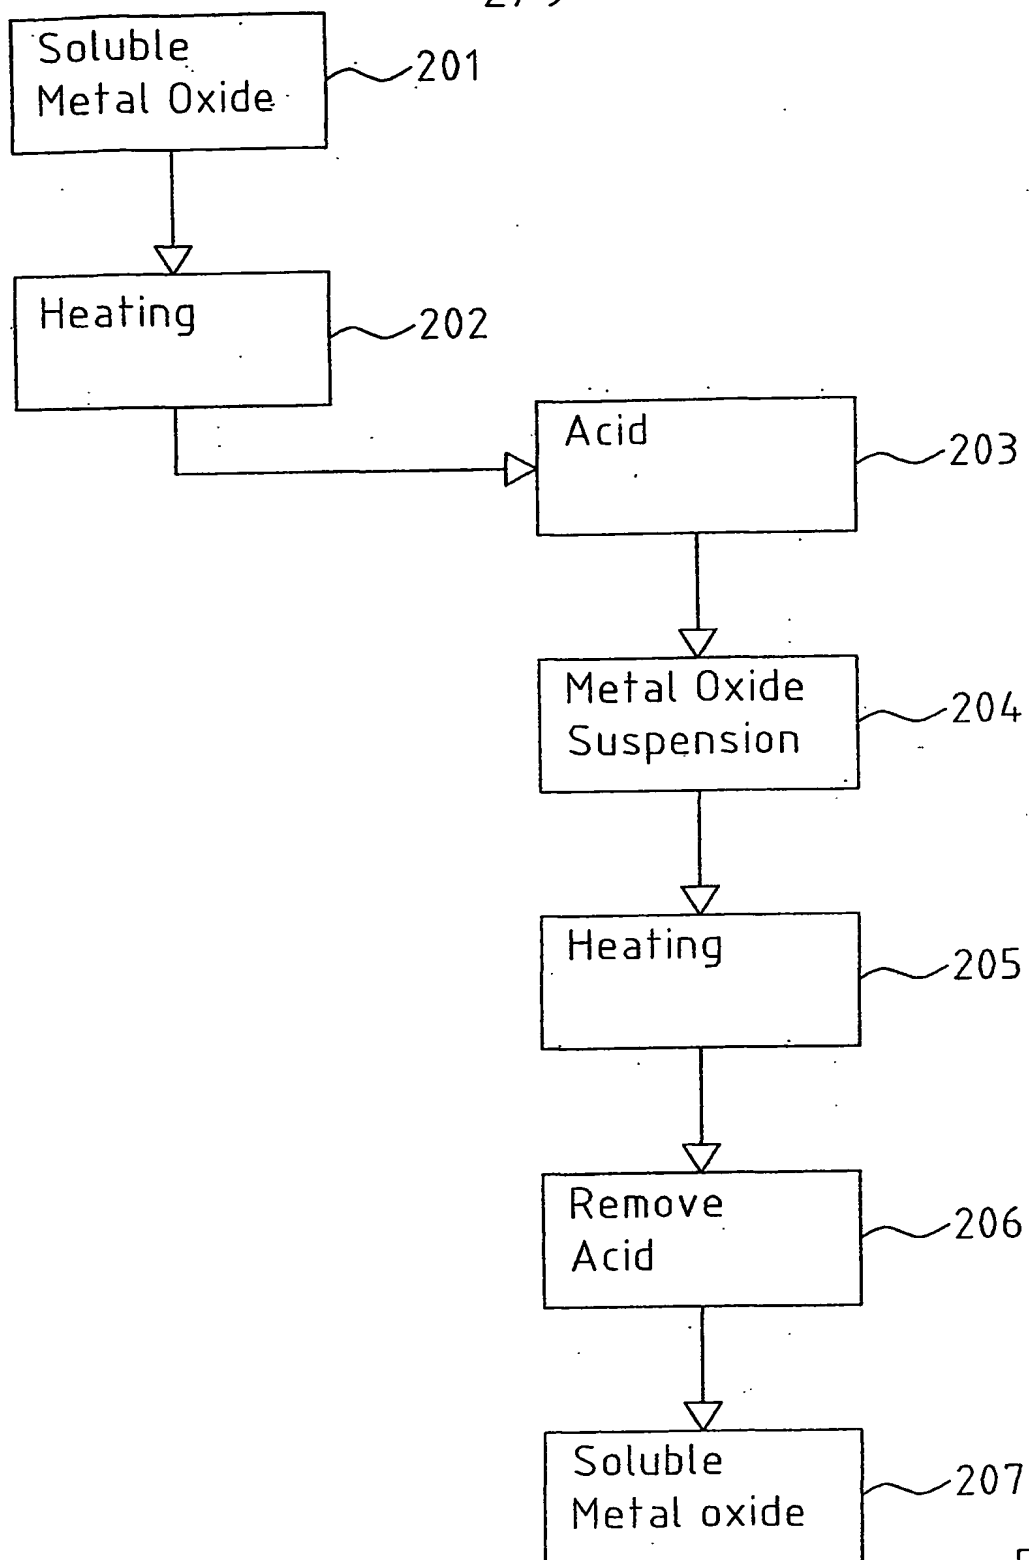 Soluble
Metal Oxide
201
Heating
202
Acid
203
Metal Oxide
Suspension
204
Heating
205
Remove
Acid
206
Soluble
Metal oxide
207